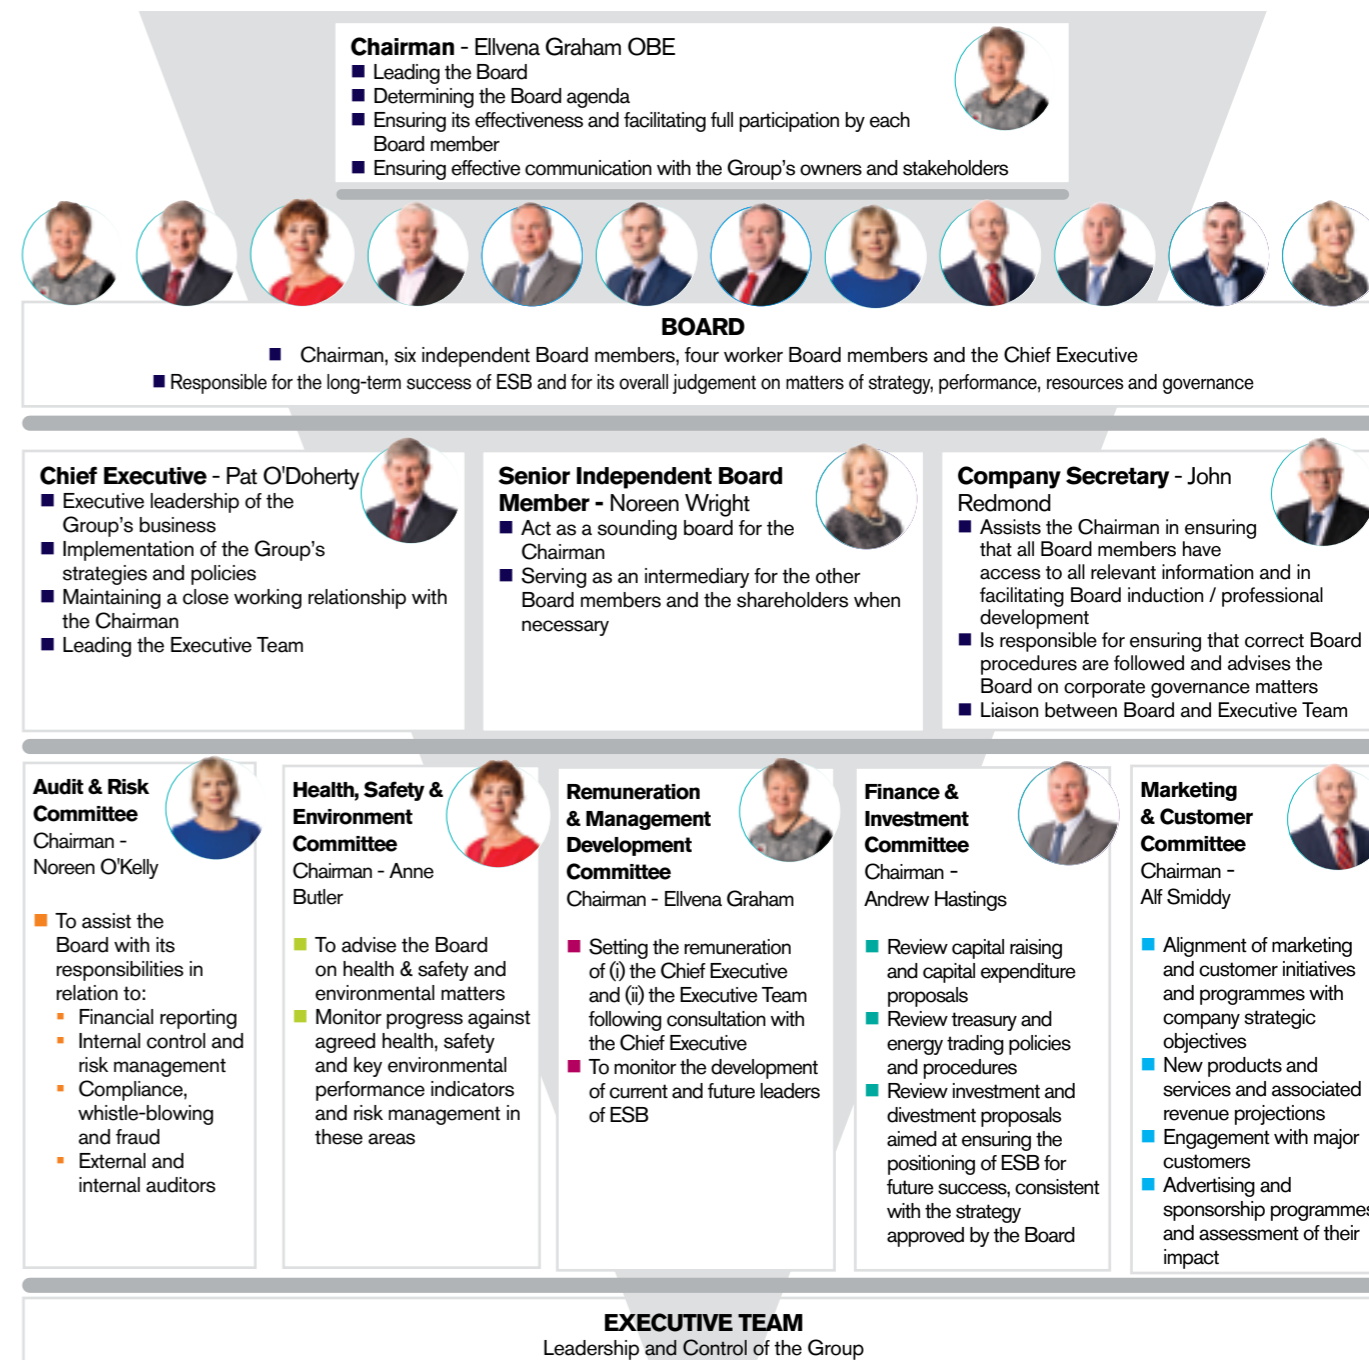 Chairman - Ellvena Graham OBE
■ Leading the Board
■ Determining the Board agenda
■ Ensuring its effectiveness and facilitating full participation by each
Board member
■ Ensuring effective communication with the Group's owners and stakeholders
BOARD
■ Chairman, six independent Board members, four worker Board members and the Chief Executive
■ Responsible for the long-term success of ESB and for its overall judgement on matters of strategy, performance, resources and governance
Chief Executive - Pat O'Doherty
■ Executive leadership of the
Group's business
■ Implementation of the Group's
strategies and policies
■ Maintaining a close working relationship with
the Chairman
■ Leading the Executive Team
Senior Independent Board
Member - Noreen Wright
■ Act as a sounding board for the
Chairman
■ Serving as an intermediary for the other
Board members and the shareholders when
necessary
Company Secretary - John
Redmond
■ Assists the Chairman in ensuring
that all Board members have
access to all relevant information and in
facilitating Board induction / professional
development
■ Is responsible for ensuring that correct Board
procedures are followed and advises the
Board on corporate governance matters
■ Liaison between Board and Executive Team
Audit & Risk
Committee
Chairman -
Noreen O'Kelly
■ To assist the
Board with its
responsibilities in
relation to:
▪ Financial reporting
▪ Internal control and
risk management
▪ Compliance,
whistle-blowing
and fraud
▪ External and
internal auditors
Health, Safety &
Environment
Committee
Chairman - Anne
Butler
■ To advise the Board
on health & safety and
environmental matters
■ Monitor progress against
agreed health, safety
and key environmental
performance indicators
and risk management in
these areas
Remuneration
& Management
Development
Committee
Chairman - Ellvena Graham
■ Setting the remuneration
of (i) the Chief Executive
and (ii) the Executive Team
following consultation with
the Chief Executive
■ To monitor the development
of current and future leaders
of ESB
Finance &
Investment
Committee
Chairman -
Andrew Hastings
■ Review capital raising
and capital expenditure
proposals
■ Review treasury and
energy trading policies
and procedures
■ Review investment and
divestment proposals
aimed at ensuring the
positioning of ESB for
future success, consistent
with the strategy
approved by the Board
Marketing
& Customer
Committee
Chairman -
Alf Smiddy
■ Alignment of marketing
and customer initiatives
and programmes with
company strategic
objectives
■ New products and
services and associated
revenue projections
■ Engagement with major
customers
■ Advertising and
sponsorship programmes
and assessment of their
impact
EXECUTIVE TEAM
Leadership and Control of the Group